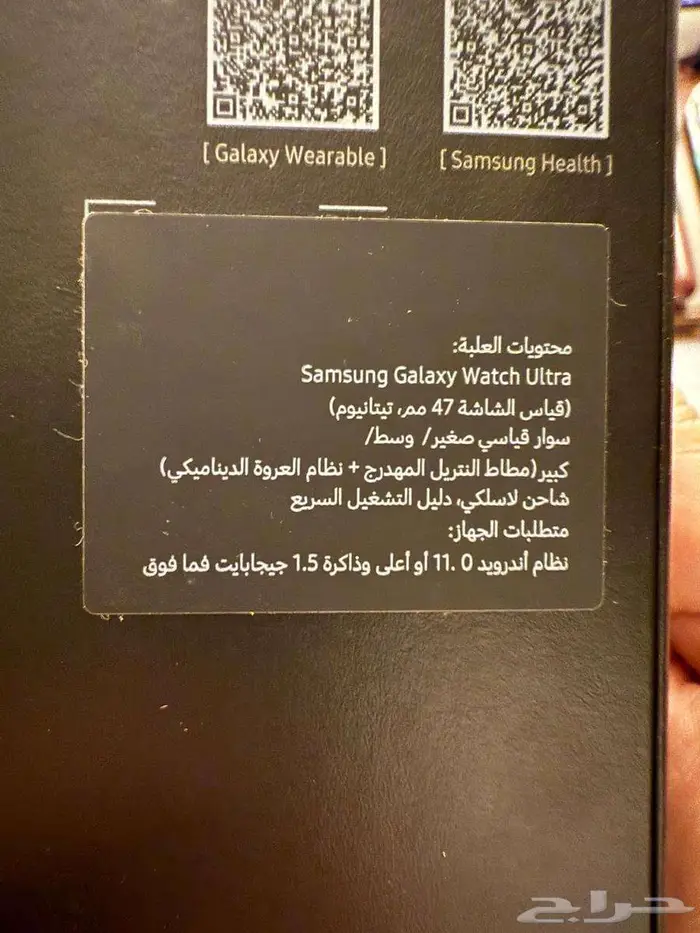 [ Galaxy Wearable ]
[ Samsung Health ]
محتويات العلبة:
Samsung Galaxy Watch Ultra
(قياس الشاشة 47 مم، تيتانيوم)
سوار قياسي صغير/ وسط/
كبير (مطاط النتريل المهدرج + نظام العروة الديناميكي)
شاحن لاسلكي، دليل التشغيل السريع
متطلبات الجهاز:
نظام أندرويد 11.0 أو أعلى وذاكرة 1.5 جيجابايت فما فوق
حراج